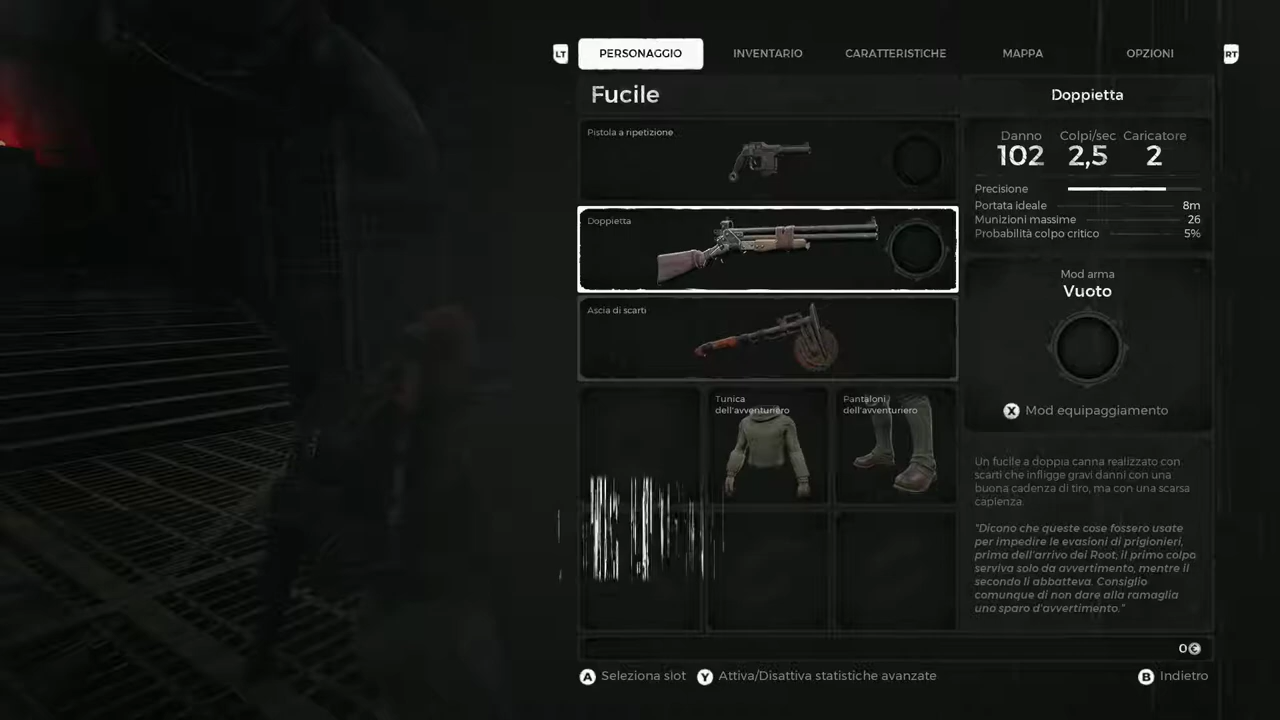 LT PERSONAGGIO INVENTARIO CARATTERISTICHE MAPPA OPZIONI RT
Fucile
Doppietta
Pistola a ripetizione
Danno Colpi/sec Caricatore
102 2,5 2
Precisione
Portata ideale 8m
Munizioni massime 26
Probabilità colpo critico 5%
Doppietta
Mod arma
Vuoto
Ascia di scarti
X Mod equipaggiamento
Tunica
dell'avventuriero
Pantaloni
dell'avventuriero
Un fucile a doppia canna realizzato con
scarti che infligge gravi danni con una
buona cadenza di tiro, ma con una scarsa
capienza.
"Dicono che queste cose fossero usate
per impedire le evasioni di prigionieri,
prima dell'arrivo dei Root; il primo colpo
serviva solo da avvertimento, mentre il
secondo li abbatteva. Consiglio
comunque di non dare alla ramaglia
uno sparo d'avvertimento."
0
A Seleziona slot Y Attiva/Disattiva statistiche avanzate B Indietro